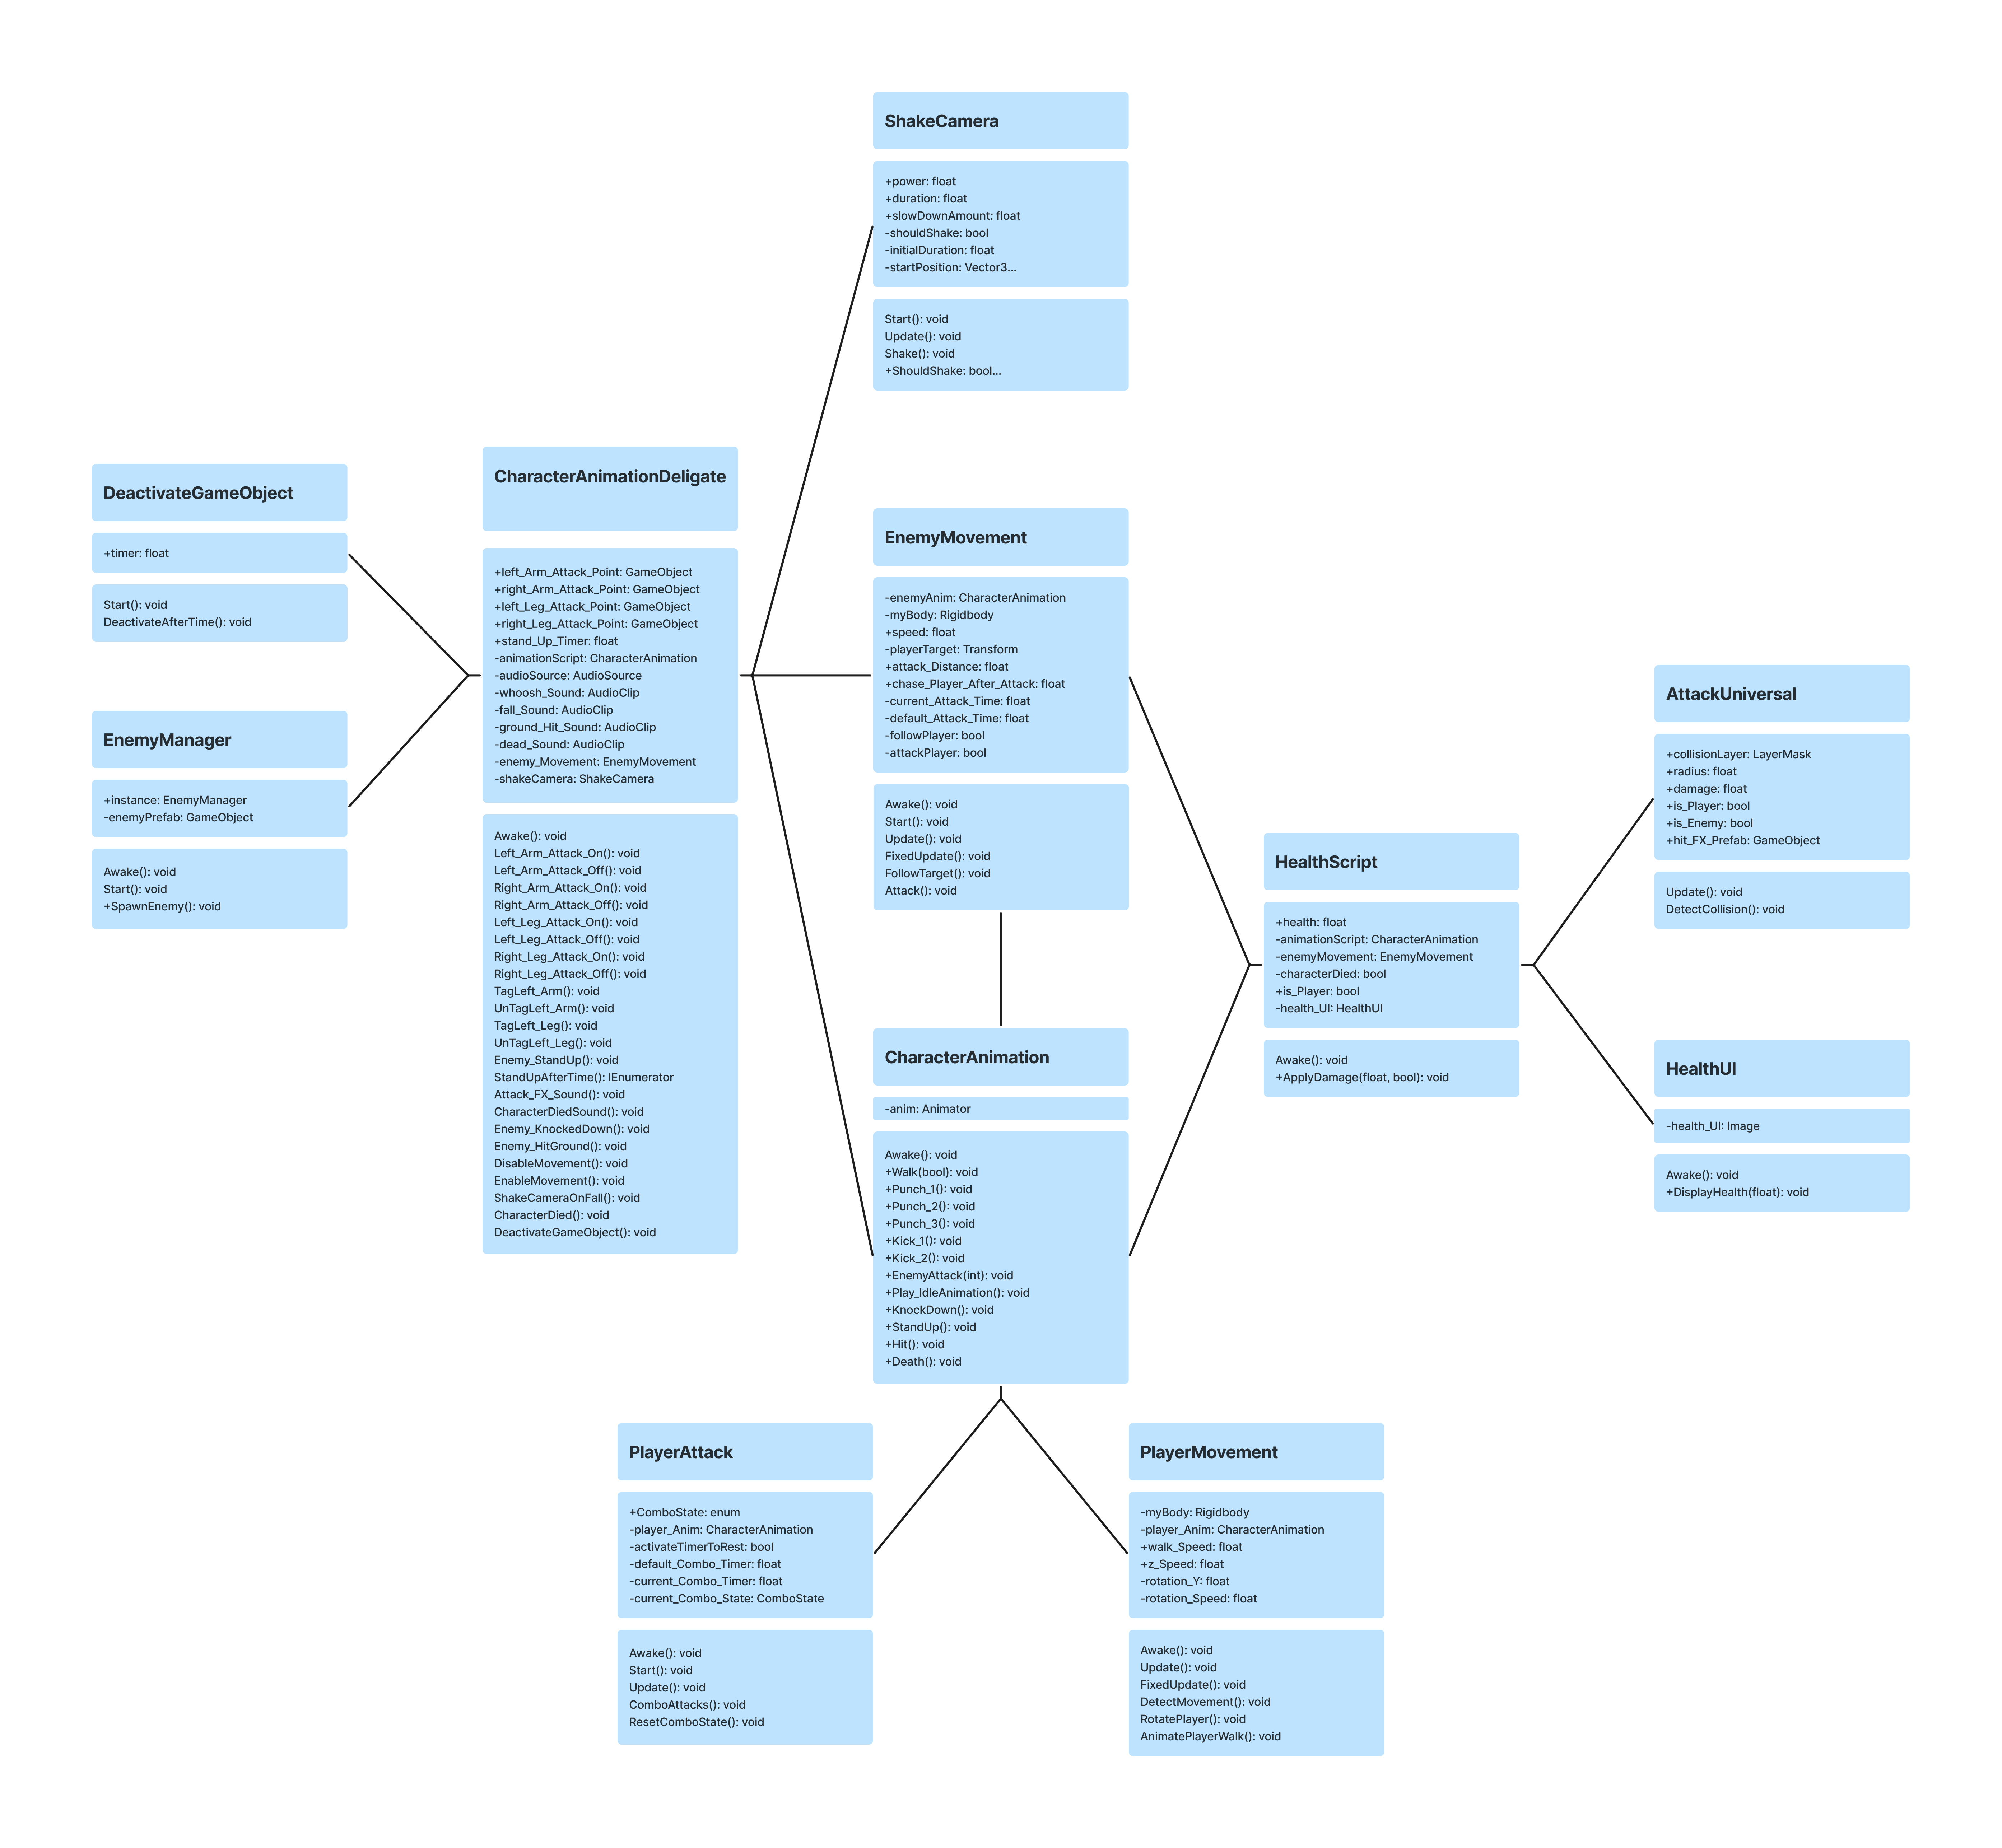 ShakeCamera
+power: float
+duration: float
+slowDownAmount: float
-shouldShake: bool
-initialDuration: float
-startPosition: Vector3...
Start(): void
Update(): void
Shake(): void
+ShouldShake: bool...
DeactivateGameObject
+timer: float
Start(): void
DeactivateAfterTime(): void
EnemyManager
+instance: EnemyManager
-enemyPrefab: GameObject
Awake(): void
Start(): void
+SpawnEnemy(): void
CharacterAnimationDeligate
+left_Arm_Attack_Point: GameObject
+right_Arm_Attack_Point: GameObject
+left_Leg_Attack_Point: GameObject
+right_Leg_Attack_Point: GameObject
+stand_Up_Timer: float
-animationScript: CharacterAnimation
-audioSource: AudioSource
-whoosh_Sound: AudioClip
-fall_Sound: AudioClip
-ground_Hit_Sound: AudioClip
-dead_Sound: AudioClip
-enemy_Movement: EnemyMovement
-shakeCamera: ShakeCamera
Awake(): void
Left_Arm_Attack_On(): void
Left_Arm_Attack_Off(): void
Right_Arm_Attack_On(): void
Right_Arm_Attack_Off(): void
Left_Leg_Attack_On(): void
Left_Leg_Attack_Off(): void
Right_Leg_Attack_On(): void
Right_Leg_Attack_Off(): void
TagLeft_Arm(): void
UnTagLeft_Arm(): void
TagLeft_Leg(): void
UnTagLeft_Leg(): void
Enemy_StandUp(): void
StandUpAfterTime(): IEnumerator
Attack_FX_Sound(): void
CharacterDiedSound(): void
Enemy_KnockedDown(): void
Enemy_HitGround(): void
DisableMovement(): void
EnableMovement(): void
ShakeCameraOnFall(): void
CharacterDied(): void
DeactivateGameObject(): void
EnemyMovement
-enemyAnim: CharacterAnimation
-myBody: Rigidbody
+speed: float
-playerTarget: Transform
+attack_Distance: float
+chase_Player_After_Attack: float
-current_Attack_Time: float
-default_Attack_Time: float
-followPlayer: bool
-attackPlayer: bool
Awake(): void
Start(): void
Update(): void
FixedUpdate(): void
FollowTarget(): void
Attack(): void
CharacterAnimation
-anim: Animator
Awake(): void
+Walk(bool): void
+Punch_1(): void
+Punch_2(): void
+Punch_3(): void
+Kick_1(): void
+Kick_2(): void
+EnemyAttack(int): void
+Play_IdleAnimation(): void
+KnockDown(): void
+StandUp(): void
+Hit(): void
+Death(): void
HealthScript
+health: float
-animationScript: CharacterAnimation
-enemyMovement: EnemyMovement
-characterDied: bool
+is_Player: bool
-health_UI: HealthUI
Awake(): void
+ApplyDamage(float, bool): void
AttackUniversal
+collisionLayer: LayerMask
+radius: float
+damage: float
+is_Player: bool
+is_Enemy: bool
+hit_FX_Prefab: GameObject
Update(): void
DetectCollision(): void
HealthUI
-health_UI: Image
Awake(): void
+DisplayHealth(float): void
PlayerAttack
+ComboState: enum
-player_Anim: CharacterAnimation
-activateTimerToRest: bool
-default_Combo_Timer: float
-current_Combo_Timer: float
-current_Combo_State: ComboState
Awake(): void
Start(): void
Update(): void
ComboAttacks(): void
ResetComboState(): void
PlayerMovement
-myBody: Rigidbody
-player_Anim: CharacterAnimation
+walk_Speed: float
+z_Speed: float
-rotation_Y: float
-rotation_Speed: float
Awake(): void
Update(): void
FixedUpdate(): void
DetectMovement(): void
RotatePlayer(): void
AnimatePlayerWalk(): void